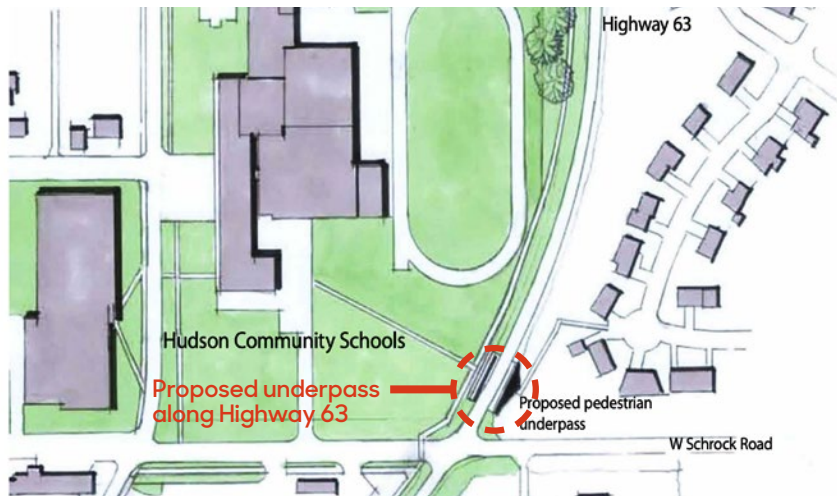 Highway 63
Hudson Community Schools
Proposed underpass
along Highway 63
Proposed pedestrian
underpass
W Schrock Road